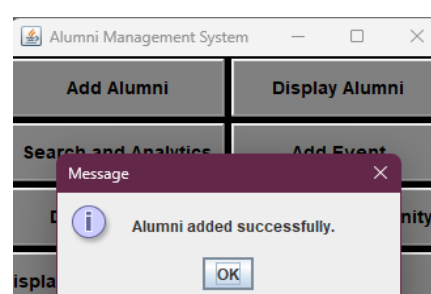 Alumni Management System
Add Alumni
Display Alumni
Search and Analytics
Add Event
Message
Alumni added successfully.
OK